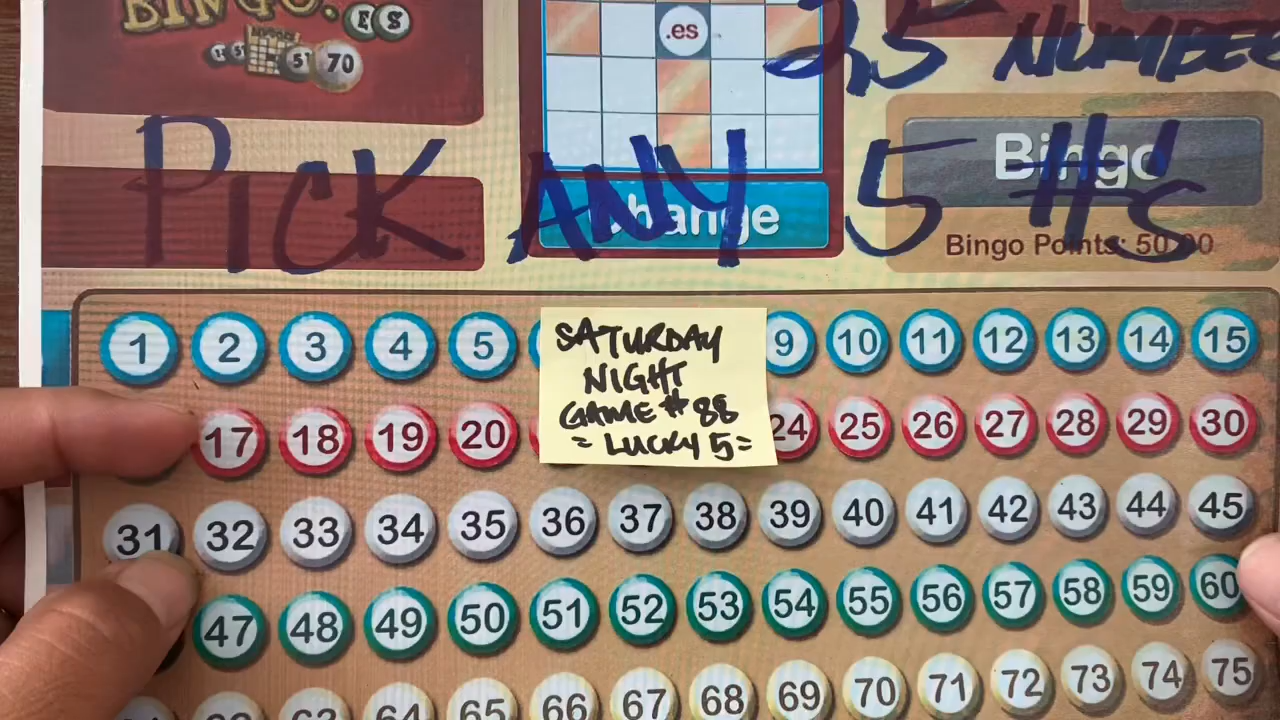 BINGO.ES
51 70
.es
25 NUMBE
PICK ANY 5 #'s
Change
Bingo
Bingo Points: 50.00
SATURDAY
NIGHT
GAME # 88
= LUCKY 5 =
1 2 3 4 5 9 10 11 12 13 14 15
17 18 19 20 24 25 26 27 28 29 30
31 32 33 34 35 36 37 38 39 40 41 42 43 44 45
47 48 49 50 51 52 53 54 55 56 57 58 59 60
63 64 65 66 67 68 69 70 71 72 73 74 75